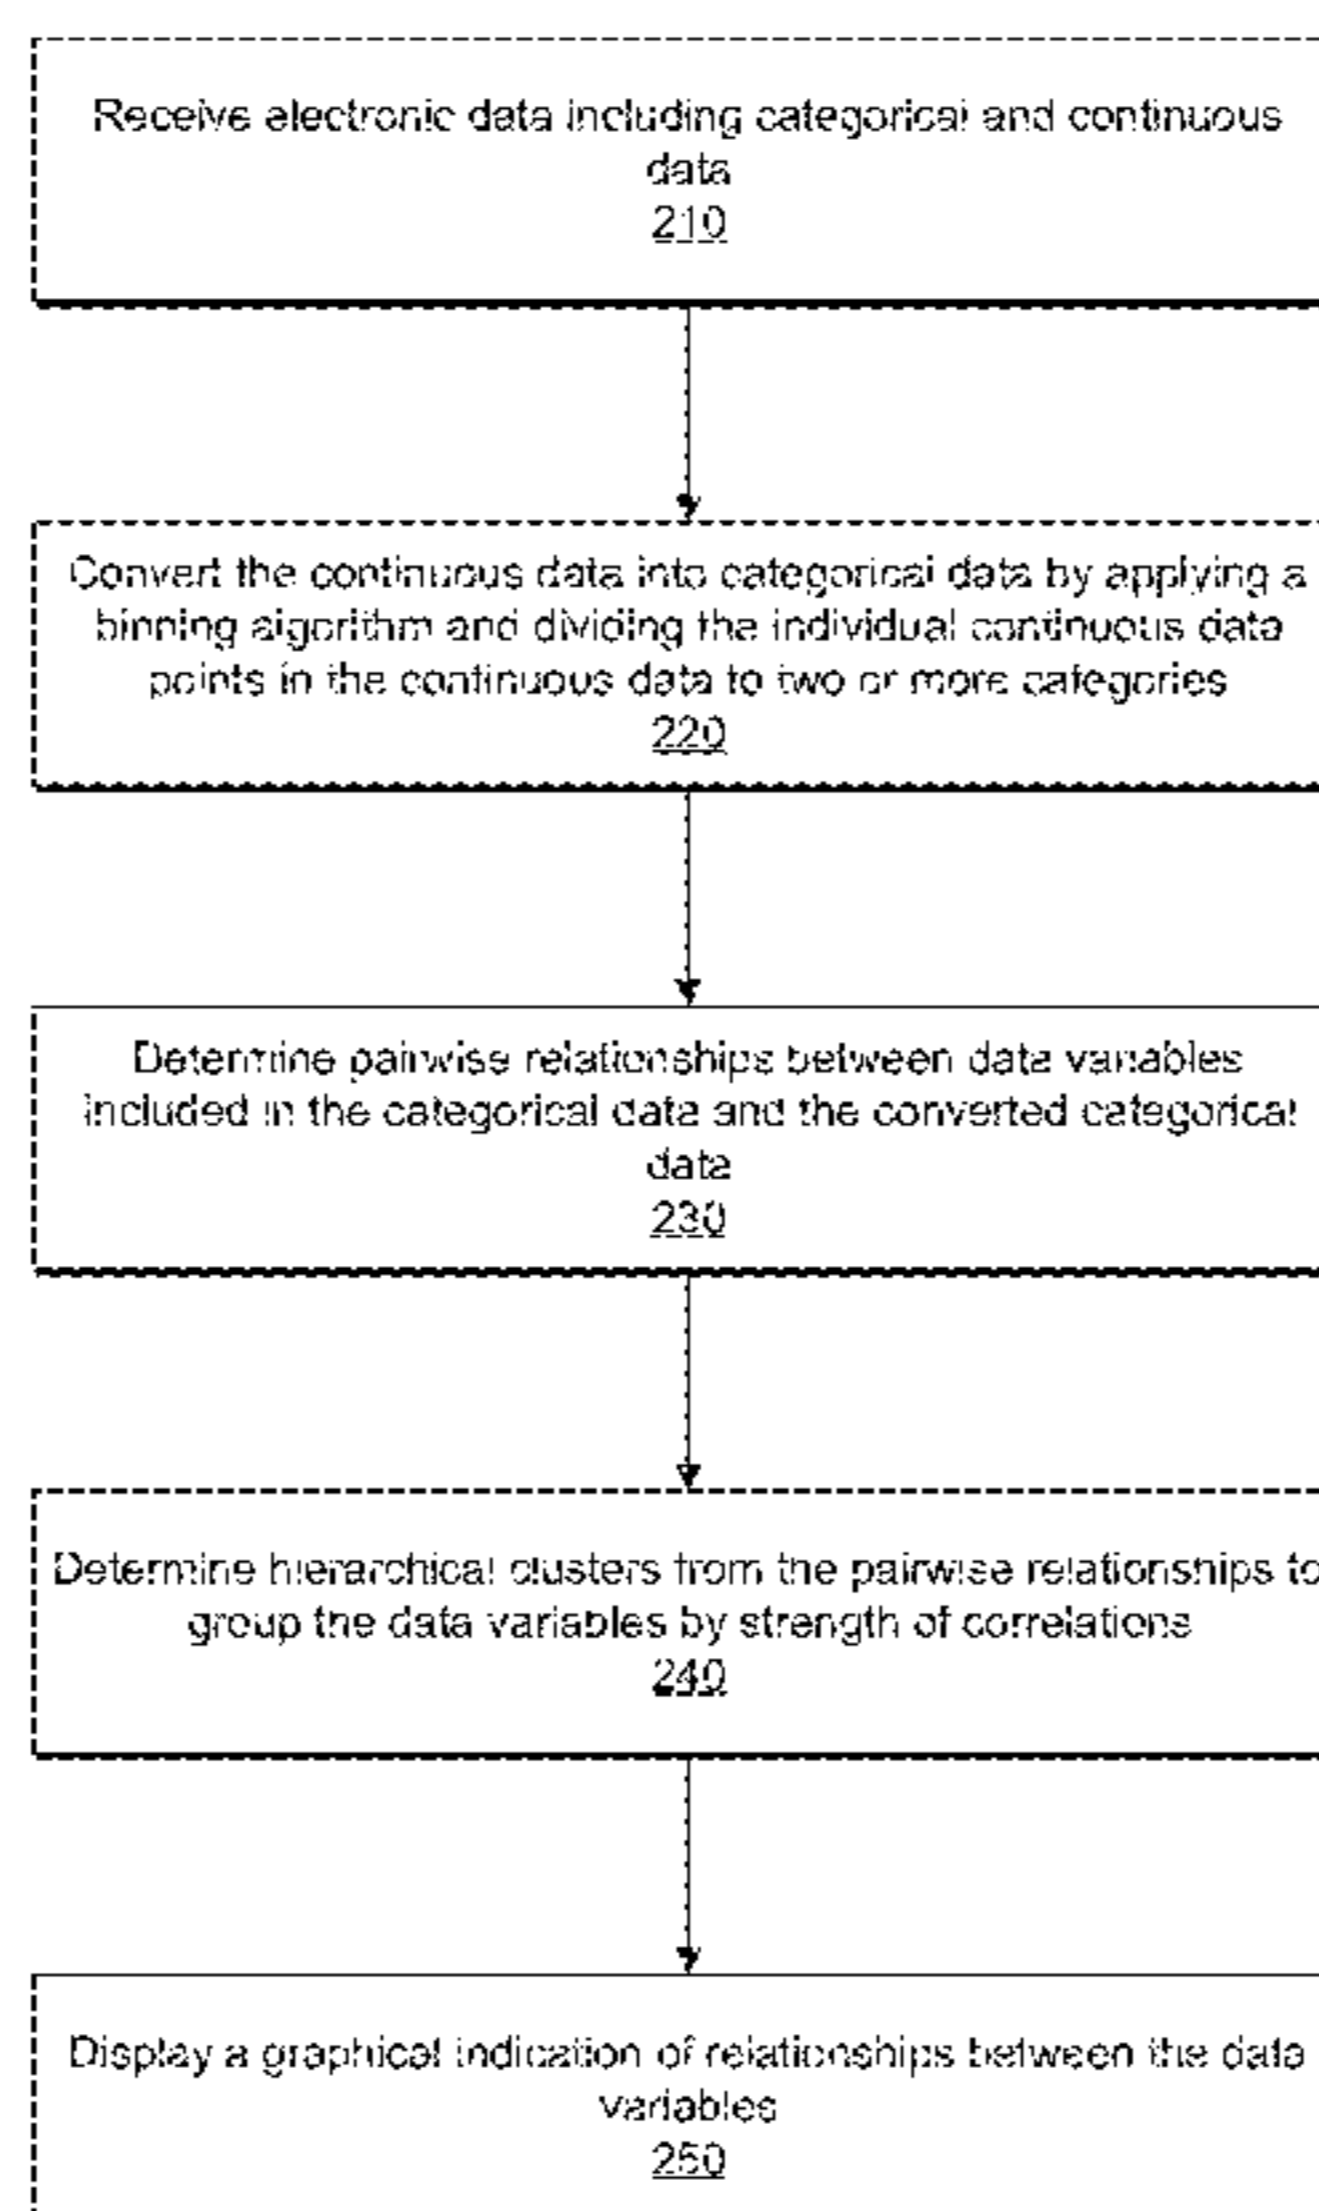 Receive electronic data including categorical and continuous
data
210
Convert the continuous data into categorical data by applying a
binning algorithm and dividing the individual continuous data
points in the continuous data to two or more categories
220
Determine pairwise relationships between data variables
included in the categorical data and the converted categorical
data
230
Determine hierarchical clusters from the pairwise relationships to
group the data variables by strength of correlations
240
Display a graphical indication of relationships between the data
variables
250